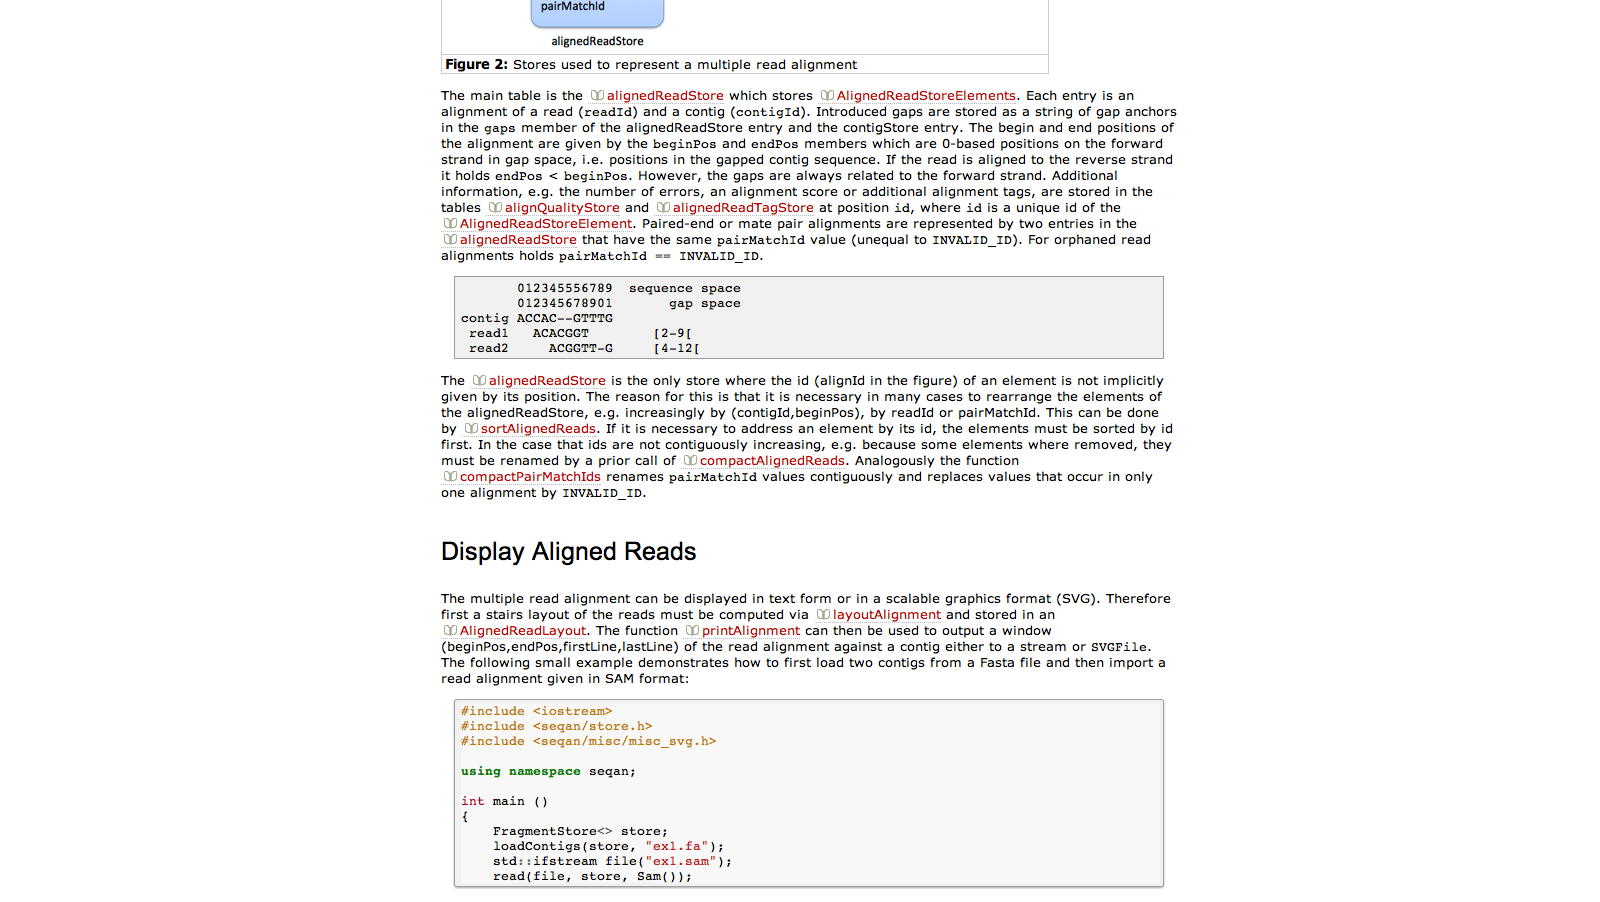 pairMatchId
alignedReadStore
Figure 2: Stores used to represent a multiple read alignment
The main table is the alignedReadStore which stores AlignedReadStoreElements. Each entry is an
alignment of a read (readId) and a contig (contigId). Introduced gaps are stored as a string of gap anchors
in the gaps member of the alignedReadStore entry and the contigStore entry. The begin and end positions of
the alignment are given by the beginPos and endPos members which are 0-based positions on the forward
strand in gap space, i.e. positions in the gapped contig sequence. If the read is aligned to the reverse strand
it holds endPos < beginPos. However, the gaps are always related to the forward strand. Additional
information, e.g. the number of errors, an alignment score or additional alignment tags, are stored in the
tables alignQualityStore and alignedReadTagStore at position id, where id is a unique id of the
AlignedReadStoreElement. Paired-end or mate pair alignments are represented by two entries in the
alignedReadStore that have the same pairMatchId value (unequal to INVALID_ID). For orphaned read
alignments holds pairMatchId == INVALID_ID.
012345556789  sequence space
012345678901       gap space
contig ACCAC--GTTTG
read1   ACACGGT        [2-9[
read2     ACGGTT-G     [4-12[
The alignedReadStore is the only store where the id (alignId in the figure) of an element is not implicitly
given by its position. The reason for this is that it is necessary in many cases to rearrange the elements of
the alignedReadStore, e.g. increasingly by (contigId,beginPos), by readId or pairMatchId. This can be done
by sortAlignedReads. If it is necessary to address an element by its id, the elements must be sorted by id
first. In the case that ids are not contiguously increasing, e.g. because some elements where removed, they
must be renamed by a prior call of compactAlignedReads. Analogously the function
compactPairMatchIds renames pairMatchId values contiguously and replaces values that occur in only
one alignment by INVALID_ID.
Display Aligned Reads
The multiple read alignment can be displayed in text form or in a scalable graphics format (SVG). Therefore
first a stairs layout of the reads must be computed via layoutAlignment and stored in an
AlignedReadLayout. The function printAlignment can then be used to output a window
(beginPos,endPos,firstLine,lastLine) of the read alignment against a contig either to a stream or SVGFile.
The following small example demonstrates how to first load two contigs from a Fasta file and then import a
read alignment given in SAM format:
#include <iostream>
#include <seqan/store.h>
#include <seqan/misc/misc_svg.h>
using namespace seqan;
int main ()
{
FragmentStore<> store;
loadContigs(store, "ex1.fa");
std::ifstream file("ex1.sam");
read(file, store, Sam());